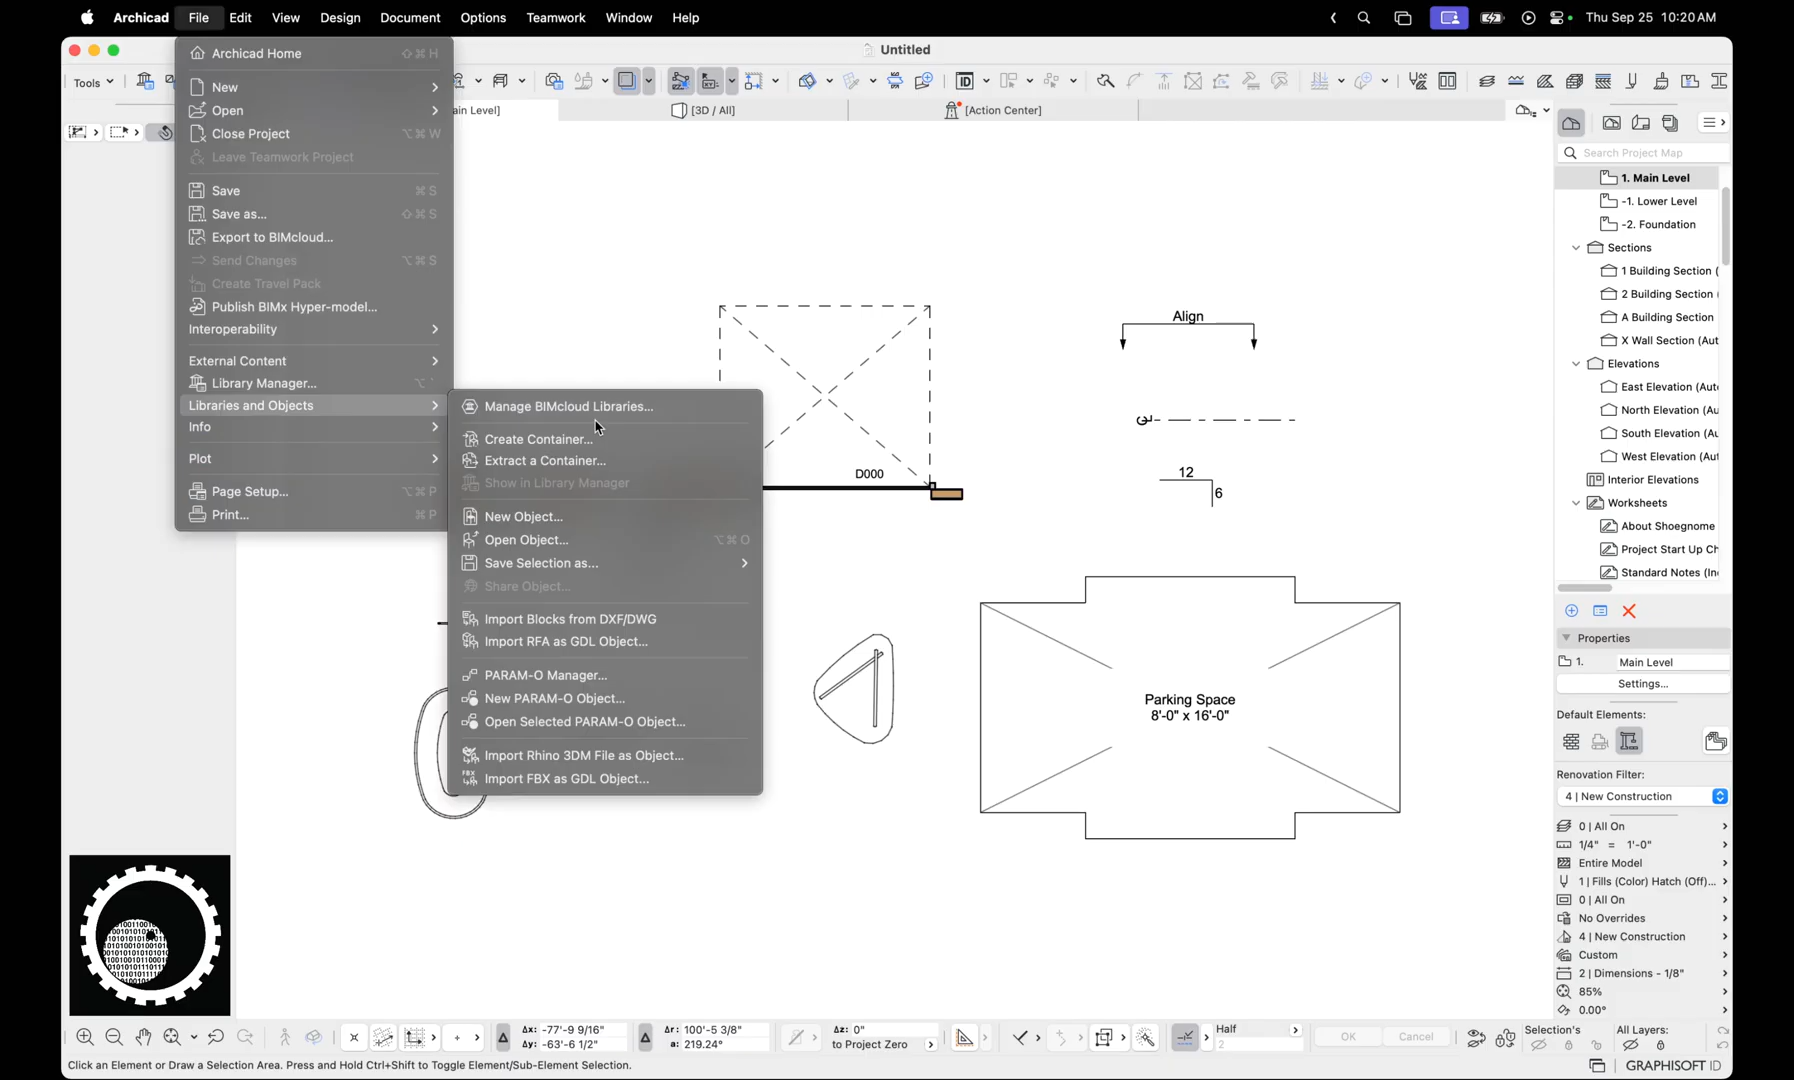 Archicad File Edit View Design Document Options Teamwork Window Help Thu Sep 25 10:20 AM
Untitled
Archicad Home ⇧⌘H
Tools
New
Open
ain Level]
[3D / All]
[Action Center]
Close Project ⌥⌘W
Leave Teamwork Project
Save ⌘S
Save as... ⇧⌘S
Export to BIMcloud...
Send Changes ⌥⌘S
Create Travel Pack
Publish BIMx Hyper-model...
Interoperability
External Content
Library Manager...
Libraries and Objects
Info
Plot
Page Setup... ⌥⌘P
Print... ⌘P
Manage BIMcloud Libraries...
Create Container...
Extract a Container...
Show in Library Manager
New Object...
Open Object... ⌥⌘O
Save Selection as...
Share Object...
Import Blocks from DXF/DWG
Import RFA as GDL Object...
PARAM-O Manager...
New PARAM-O Object...
Open Selected PARAM-O Object...
Import Rhino 3DM File as Object...
FBX
Import FBX as GDL Object...
D000
Align
12
6
Parking Space
8'-0" x 16'-0"
Search Project Map
1. Main Level
-1. Lower Level
-2. Foundation
Sections
1 Building Section (
2 Building Section
A Building Section
X Wall Section (Aut
Elevations
East Elevation (Aut
North Elevation (Au
South Elevation (Au
West Elevation (Aut
Interior Elevations
Worksheets
About Shoegnome
Project Start Up Ch
Standard Notes (In
Properties
1. Main Level
Settings...
Default Elements:
Renovation Filter:
4 | New Construction
0 | All On
1/4" = 1'-0"
Entire Model
1 | Fills (Color) Hatch (Off)...
0 | All On
No Overrides
4 | New Construction
Custom
2 | Dimensions - 1/8"
85%
0.00°
Δx: -77'-9 9/16"
Δy: -63'-6 1/2"
Δr: 100'-5 3/8"
a: 219.24°
Δz: 0"
to Project Zero
Half
2
OK
Cancel
Selection's
All Layers:
Click an Element or Draw a Selection Area. Press and Hold Ctrl+Shift to Toggle Element/Sub-Element Selection.
GRAPHISOFT ID